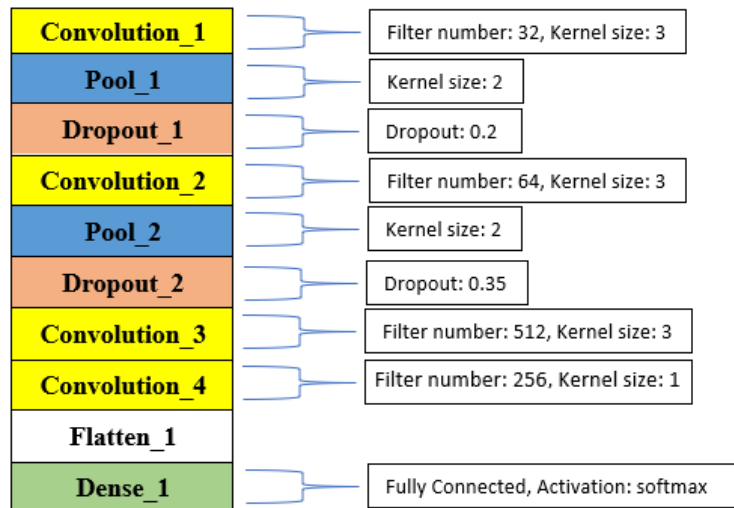 Convolution_1
Filter number: 32, Kernel size: 3
Pool_1
Kernel size: 2
Dropout_1
Dropout: 0.2
Convolution_2
Filter number: 64, Kernel size: 3
Pool_2
Kernel size: 2
Dropout_2
Dropout: 0.35
Convolution_3
Filter number: 512, Kernel size: 3
Convolution_4
Filter number: 256, Kernel size: 1
Flatten_1
Dense_1
Fully Connected, Activation: softmax